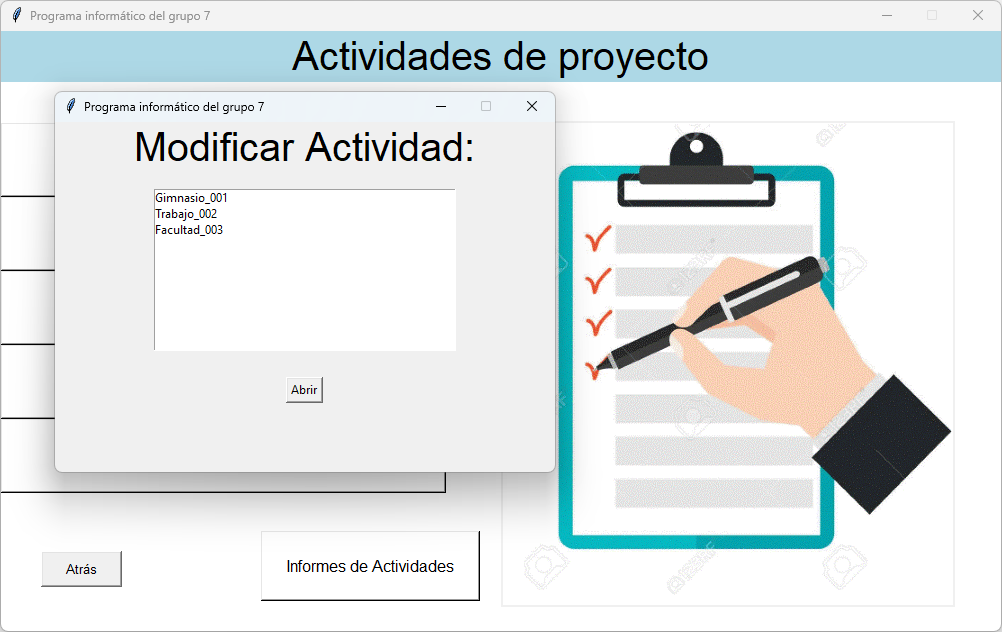 Programa informático del grupo 7
Actividades de proyecto
Programa informático del grupo 7
Modificar Actividad:
Gimnasio_001
Trabajo_002
Facultad_003
Abrir
Atrás
Informes de Actividades